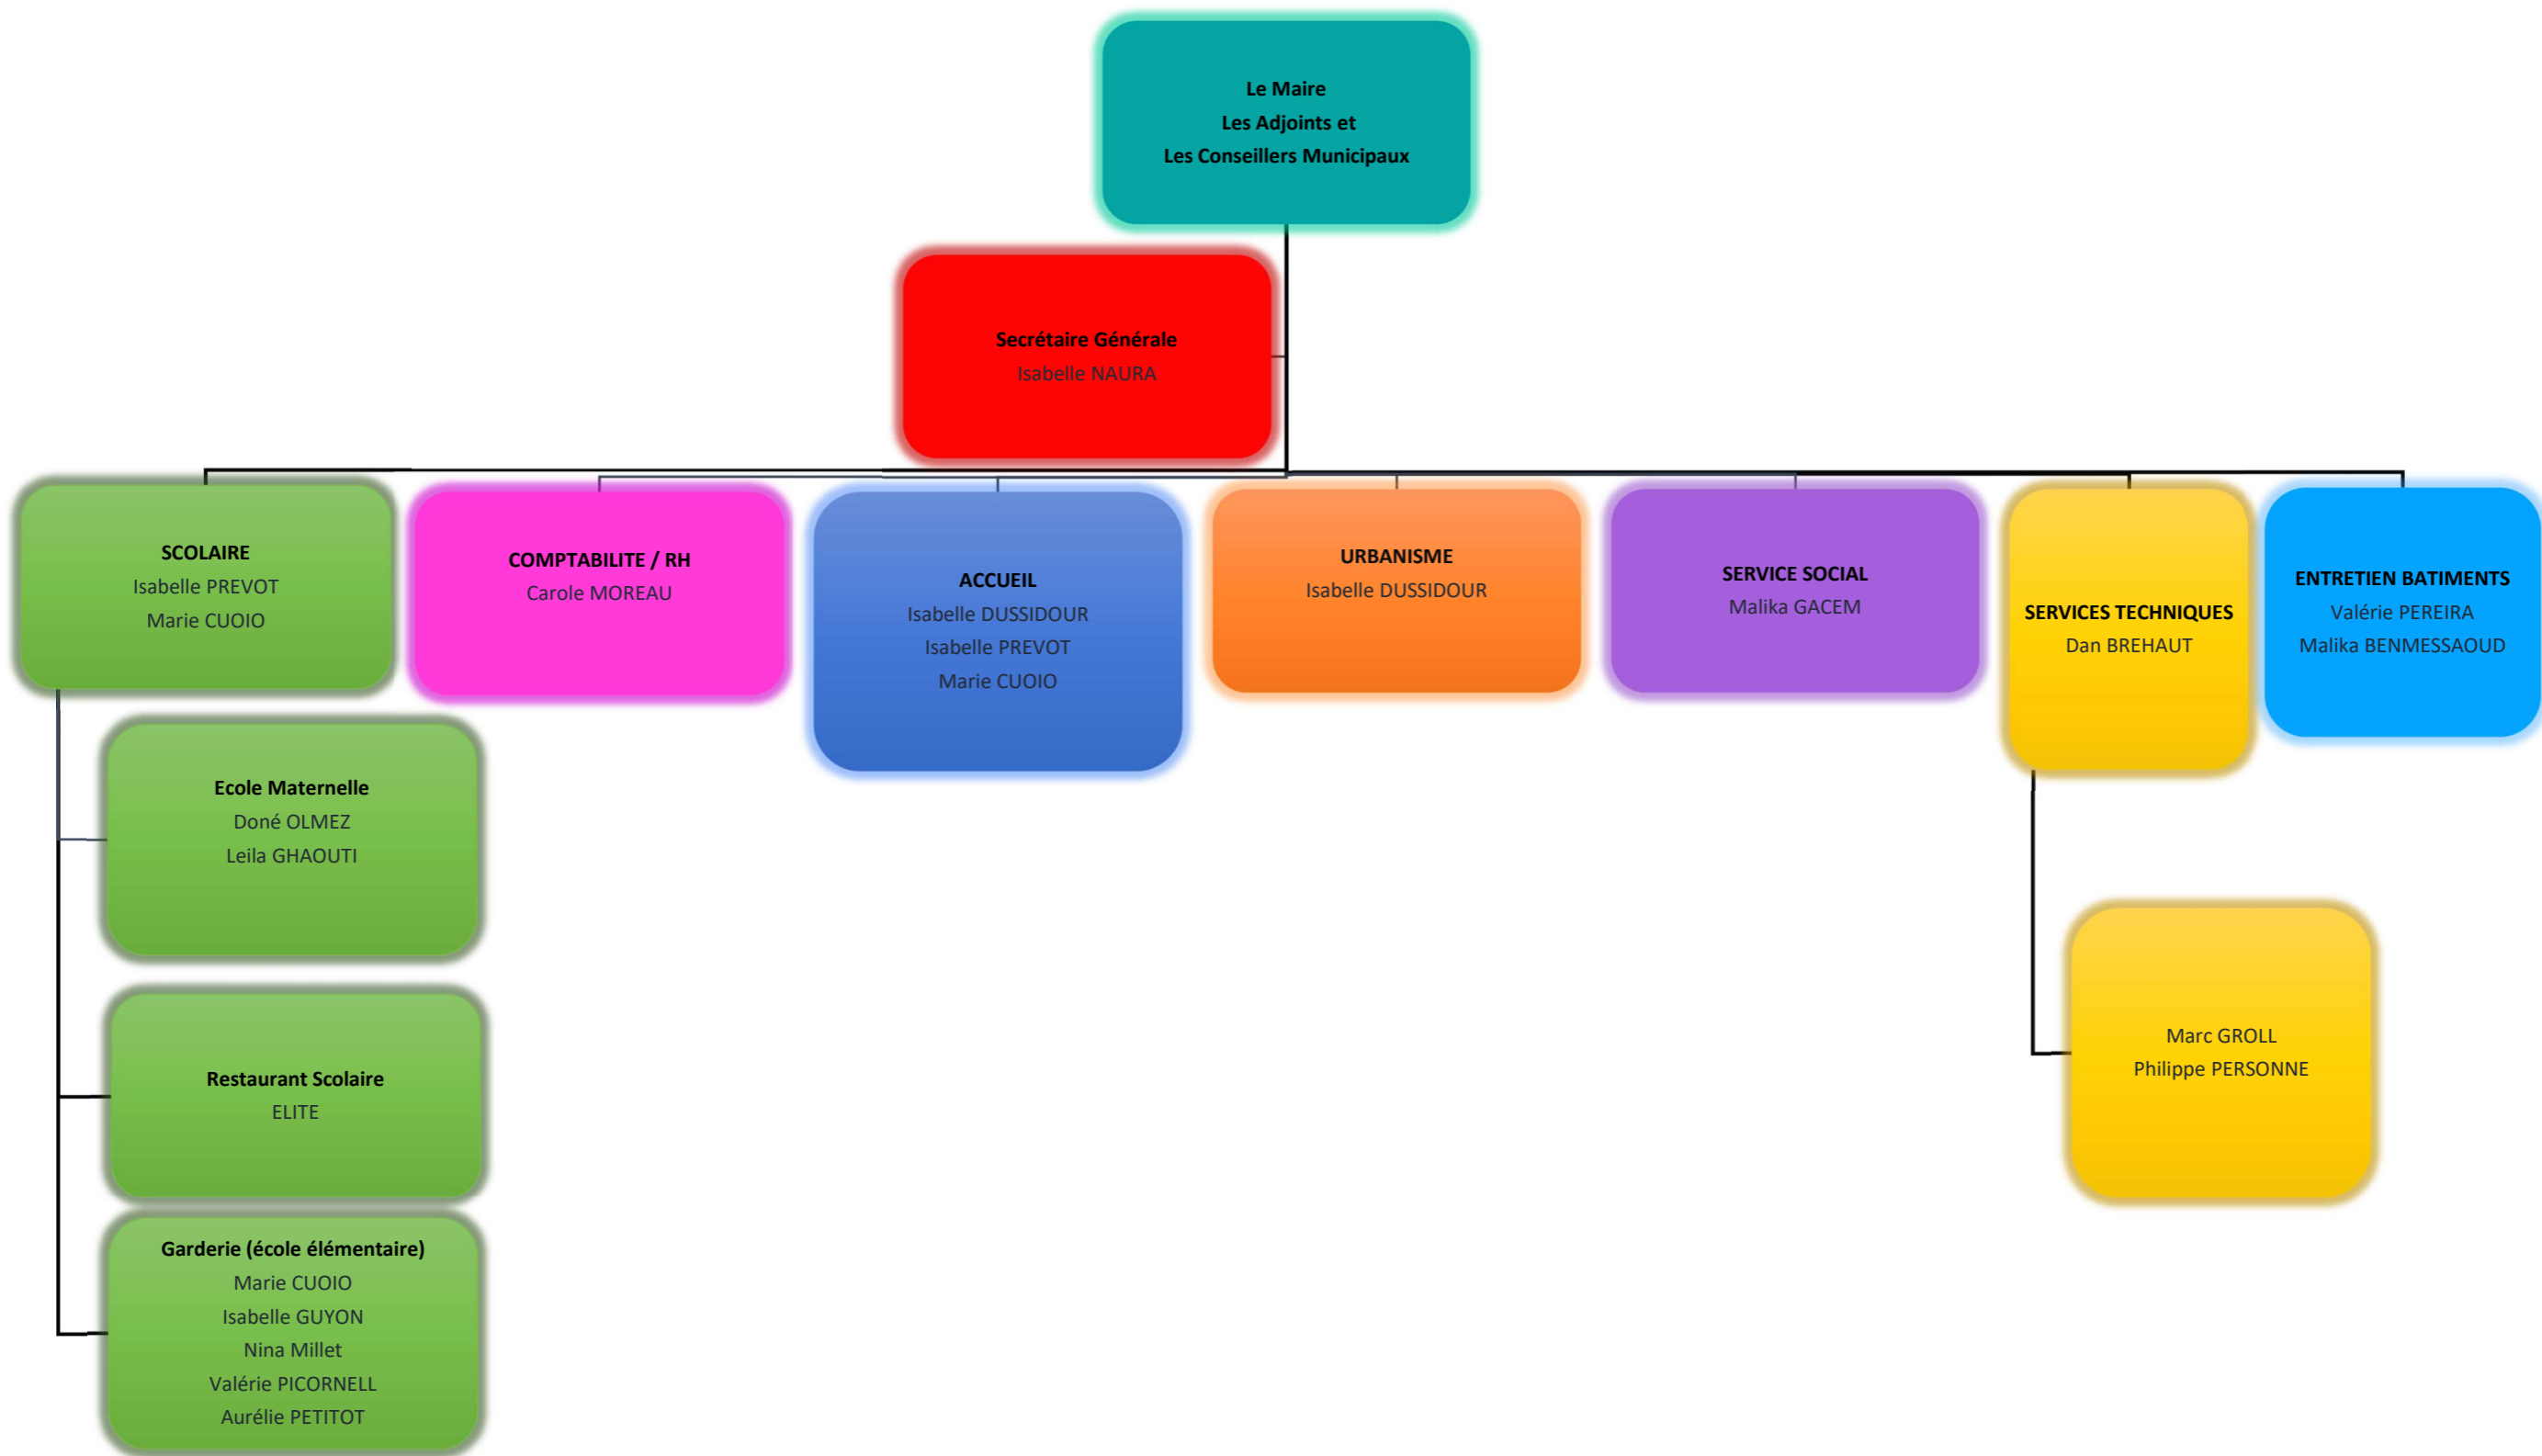 Le Maire
Les Adjoints et
Les Conseillers Municipaux
Secrétaire Générale
Isabelle NAURA
SCOLAIRE
Isabelle PREVOT
Marie CUOIO
COMPTABILITE / RH
Carole MOREAU
ACCUEIL
Isabelle DUSSIDOUR
Isabelle PREVOT
Marie CUOIO
URBANISME
Isabelle DUSSIDOUR
SERVICE SOCIAL
Malika GACEM
SERVICES TECHNIQUES
Dan BREHAUT
ENTRETIEN BATIMENTS
Valérie PEREIRA
Malika BENMESSAOUD
Ecole Maternelle
Doné OLMEZ
Leila GHAOUTI
Restaurant Scolaire
ELITE
Garderie (école élémentaire)
Marie CUOIO
Isabelle GUYON
Nina Millet
Valérie PICORNELL
Aurélie PETITOT
Marc GROLL
Philippe PERSONNE